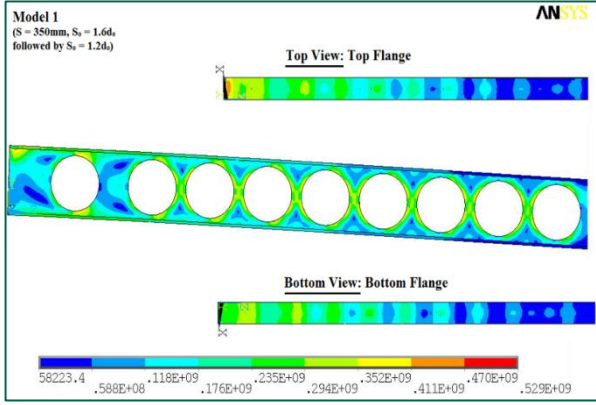 Model 1
(S = 350mm, S₀ = 1.6d₀
followed by Sₑ = 1.2d₀)
ANSYS
Top View: Top Flange
Bottom View: Bottom Flange
58223.4 .118E+09 .235E+09 .352E+09 .470E+09
.588E+08 .176E+09 .294E+09 .411E+09 .529E+09